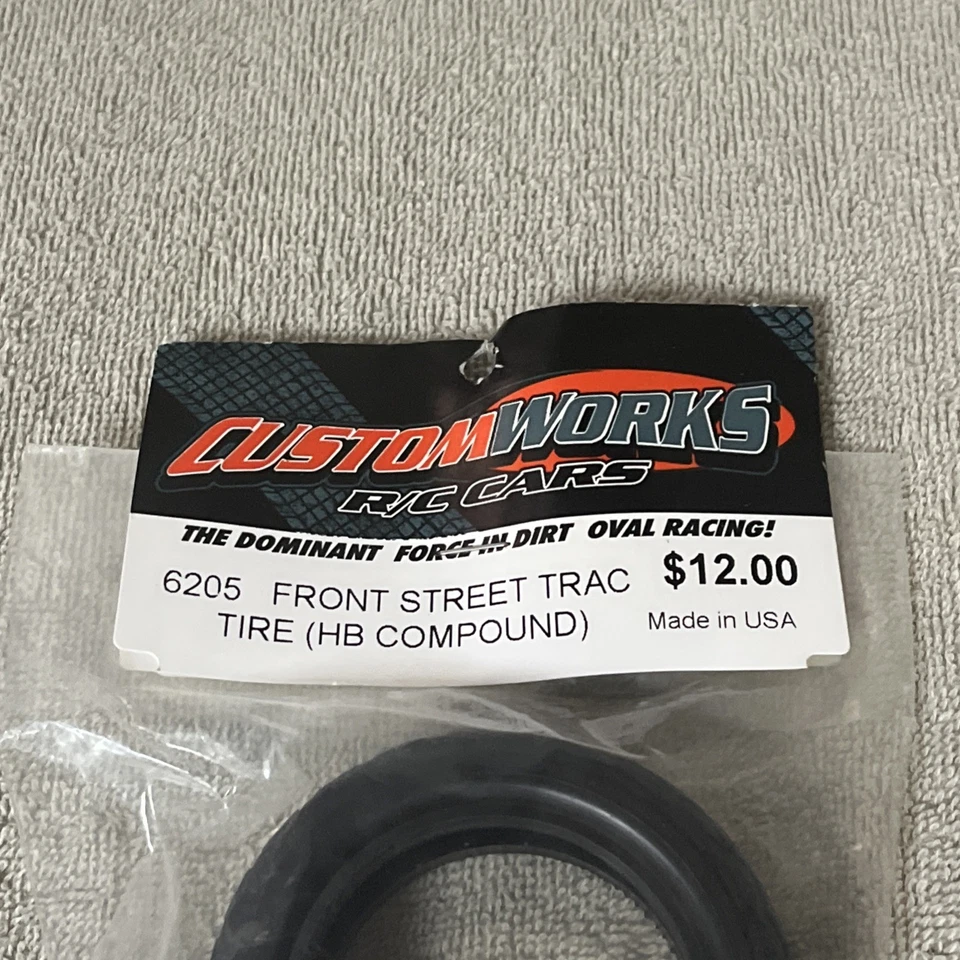 CUSTOMWORKS
R/C CARS
THE DOMINANT FORCE IN DIRT OVAL RACING!
6205 FRONT STREET TRAC $12.00
TIRE (HB COMPOUND) Made in USA